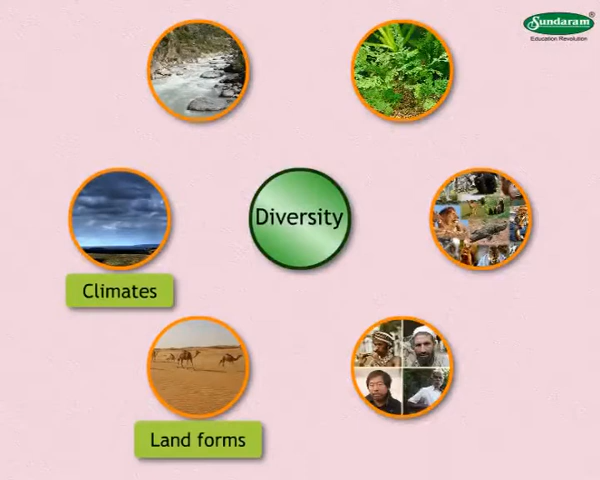 Sundaram
Education Revolution
Diversity
Climates
Land forms